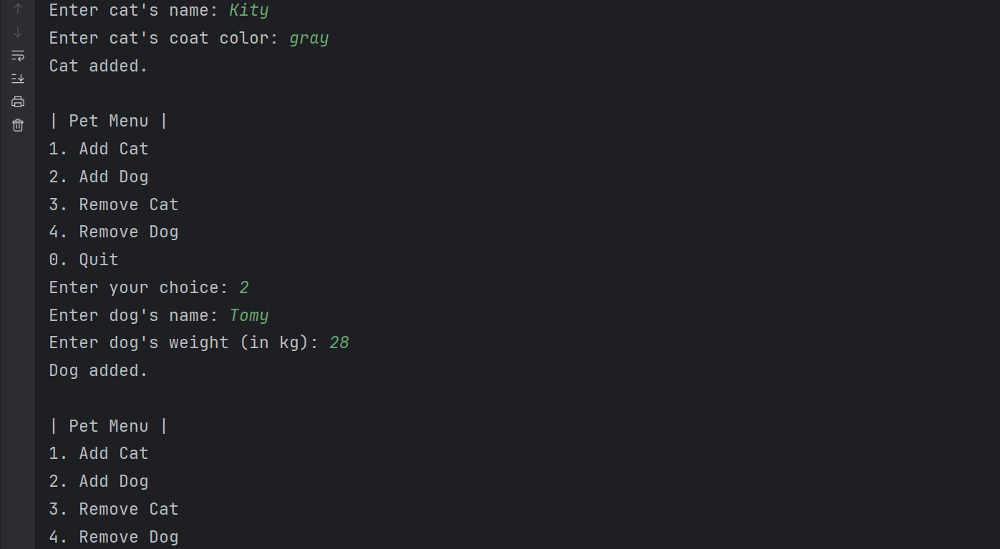 Enter cat's name: Kity
Enter cat's coat color: gray
Cat added.
| Pet Menu |
1. Add Cat
2. Add Dog
3. Remove Cat
4. Remove Dog
0. Quit
Enter your choice: 2
Enter dog's name: Tomy
Enter dog's weight (in kg): 28
Dog added.
| Pet Menu |
1. Add Cat
2. Add Dog
3. Remove Cat
4. Remove Dog